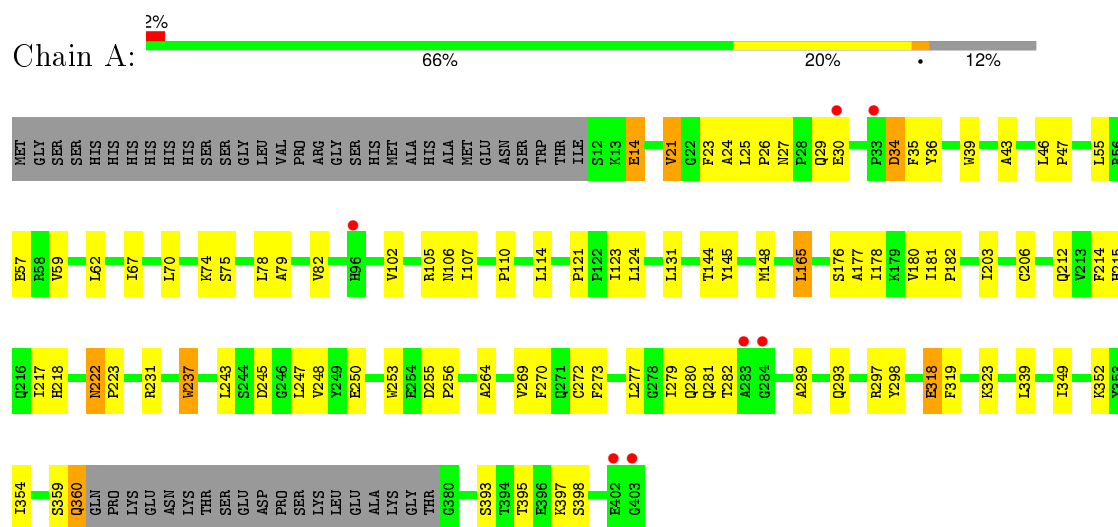 2%
Chain A:
66% 20% • 12%
MET GLY SER SER HIS HIS HIS HIS HIS HIS SER SER GLY LEU VAL PRO ARG GLY SER HIS MET ALA HIS ALA MET GLU ASN SER TRP THR ILE S12 K13 E14 V21 G22 F23 A24 L25 P26 N27 P28 Q29 E30 P33 D34 F35 Y36 W39 A43 L46 P47 L55 R56
E57 R58 V59 L62 I67 L70 K74 S75 L78 A79 V82 H96 V102 R105 N106 I107 P110 L114 P121 P122 I123 L124 L131 T144 Y145 M148 L165 S176 A177 I178 K179 V180 I181 P182 I203 C206 Q212 V213 F214 H215
Q216 I217 H218 N222 P223 R231 W237 L243 S244 D245 G246 L247 V248 Y249 E250 W253 E254 D255 P256 A264 V269 F270 Q271 C272 F273 L277 G278 I279 Q280 Q281 T282 A283 G284 A289 Q293 R297 Y298 E318 F319 K323 L339 I349 K352 Y353
I354 S359 Q360 GLN PRO LYS GLU ASN LYS THR SER GLU ASP PRO SER LYS LEU GLU ALA LYS GLY THR G380 S393 T394 T395 E396 K397 S398 E402 G403